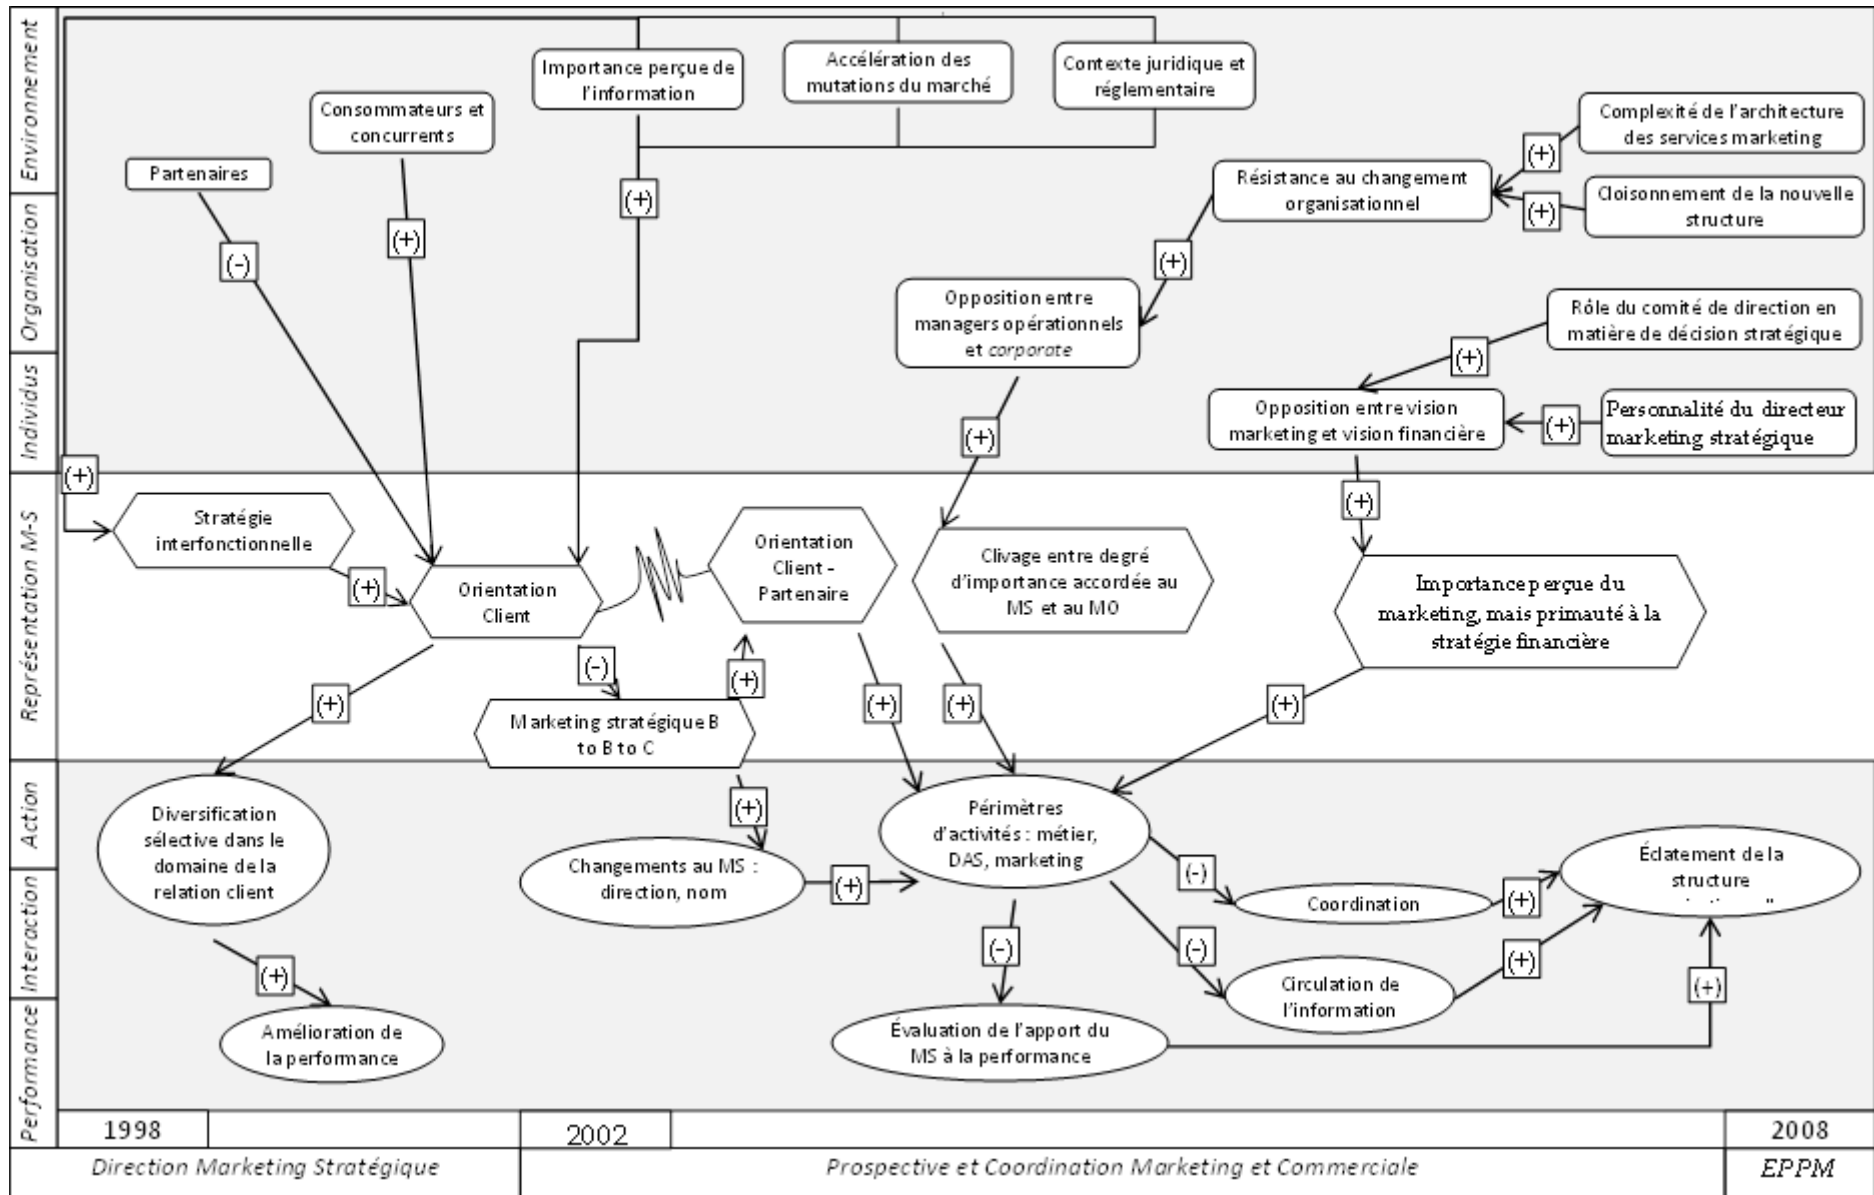 Environnement
Organisation
Individus
Représentation M-S
Action
Interaction
Performance
Importance perçue de
l'information
Accélération des
mutations du marché
Contexte juridique et
réglementaire
Consommateurs et
concurrents
Partenaires
Complexité de l'architecture
des services marketing
(+)
Résistance au changement
organisationnel
Cloisonnement de la nouvelle
structure
(+)
(+)
(+)
(-)
(+)
Opposition entre
managers opérationnels
et corporate
Rôle du comité de direction en
matière de décision stratégique
(+)
Opposition entre vision
marketing et vision financière
(+)
Personnalité du directeur
marketing stratégique
(+)
(+)
(+)
Stratégie
interfonctionnelle
(+)
Orientation
Client
Orientation
Client -
Partenaire
Clivage entre degré
d'importance accordée au
MS et au MO
Importance perçue du
marketing, mais primauté à la
stratégie financière
(+)
(-)
(+)
(+)
(+)
(+)
Marketing stratégique B
to B to C
(+)
Diversification
sélective dans le
domaine de la
relation client
Changements au MS :
direction, nom
(+)
Périmètres
d'activités : métier,
DAS, marketing
(-)
Coordination
(+)
Éclatement de la
structure
(+)
(-)
(-)
Circulation de
l'information
(+)
(+)
Amélioration de
la performance
Évaluation de l'apport du
MS à la performance
1998
2002
2008
Direction Marketing Stratégique
Prospective et Coordination Marketing et Commerciale
EPPM